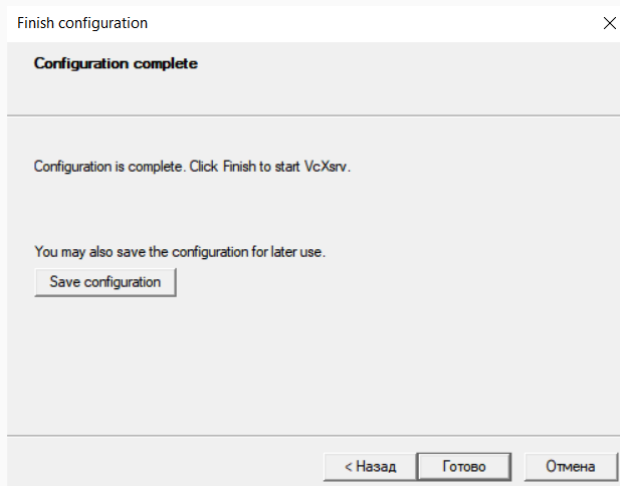 Finish configuration
Configuration complete
Configuration is complete. Click Finish to start VcXsrv.
You may also save the configuration for later use.
Save configuration
< Назад Готово Отмена